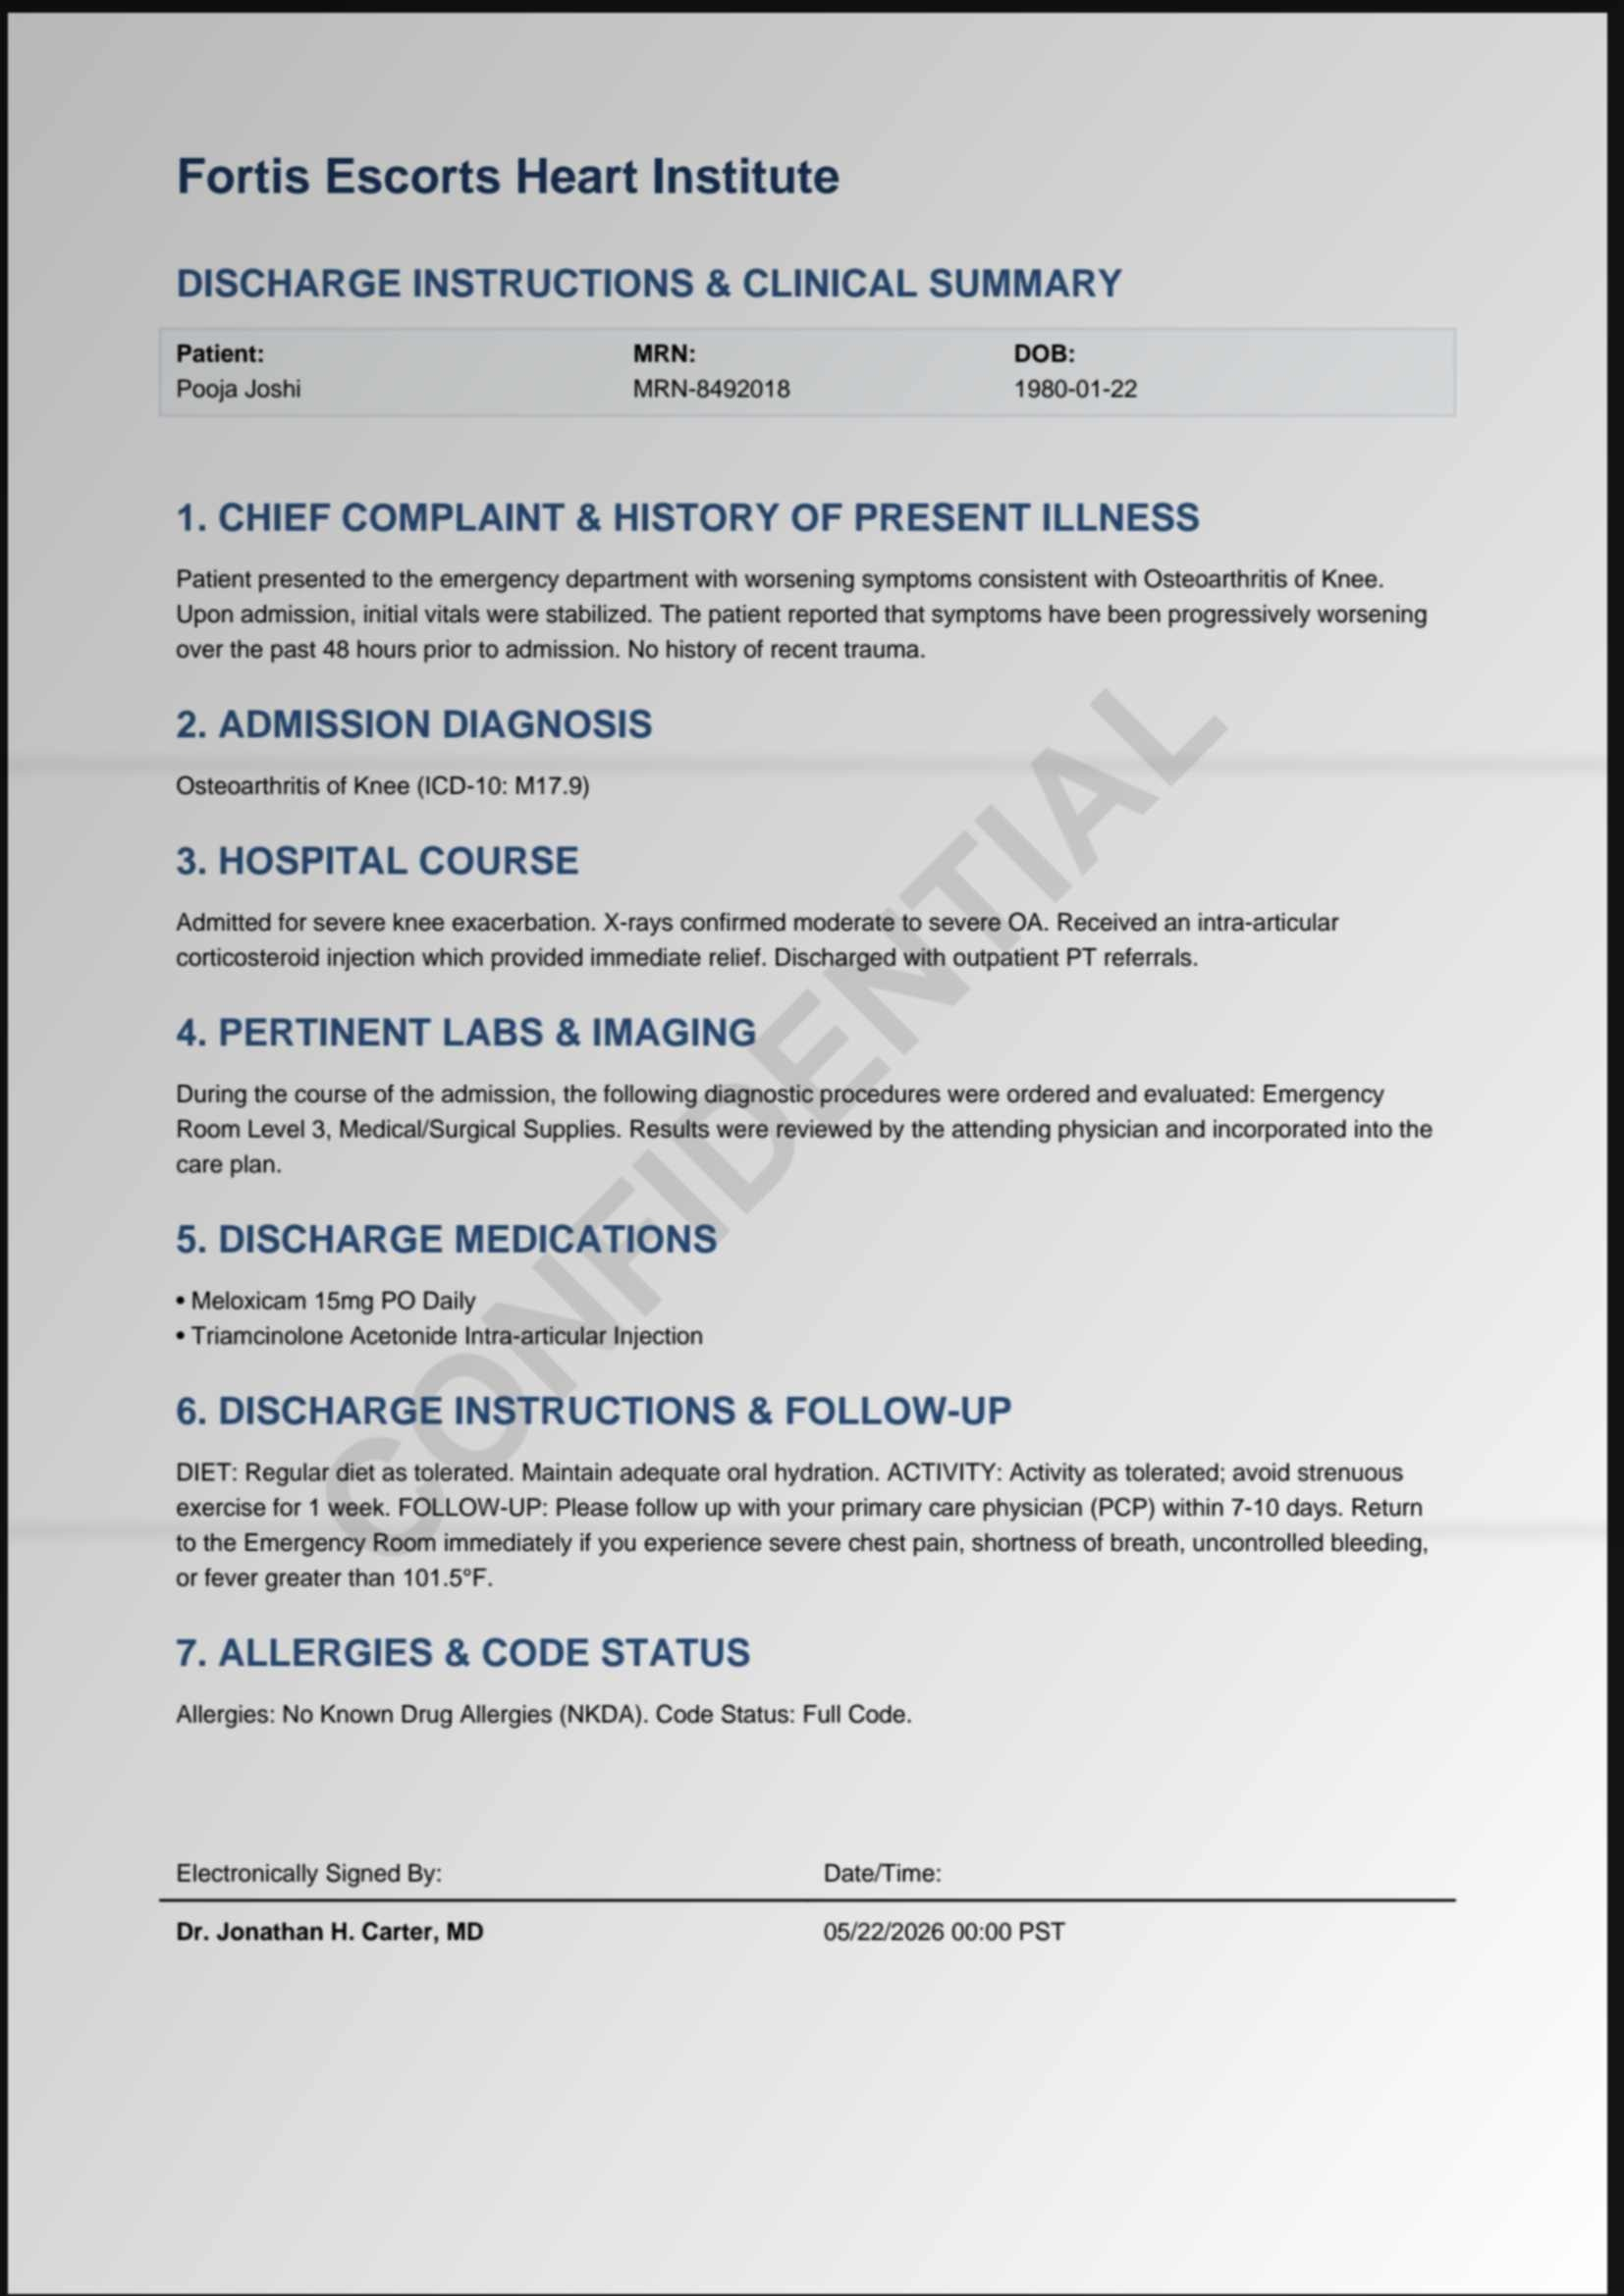 Fortis Escorts Heart Institute
DISCHARGE INSTRUCTIONS & CLINICAL SUMMARY
Patient: MRN: DOB:
Pooja Joshi MRN-8492018 1980-01-22
1. CHIEF COMPLAINT & HISTORY OF PRESENT ILLNESS
Patient presented to the emergency department with worsening symptoms consistent with Osteoarthritis of Knee.
Upon admission, initial vitals were stabilized. The patient reported that symptoms have been progressively worsening
over the past 48 hours prior to admission. No history of recent trauma.
2. ADMISSION DIAGNOSIS
Osteoarthritis of Knee (ICD-10: M17.9)
3. HOSPITAL COURSE
Admitted for severe knee exacerbation. X-rays confirmed moderate to severe OA. Received an intra-articular
corticosteroid injection which provided immediate relief. Discharged with outpatient PT referrals.
4. PERTINENT LABS & IMAGING
During the course of the admission, the following diagnostic procedures were ordered and evaluated: Emergency
Room Level 3, Medical/Surgical Supplies. Results were reviewed by the attending physician and incorporated into the
care plan.
5. DISCHARGE MEDICATIONS
• Meloxicam 15mg PO Daily
• Triamcinolone Acetonide Intra-articular Injection
6. DISCHARGE INSTRUCTIONS & FOLLOW-UP
DIET: Regular diet as tolerated. Maintain adequate oral hydration. ACTIVITY: Activity as tolerated; avoid strenuous
exercise for 1 week. FOLLOW-UP: Please follow up with your primary care physician (PCP) within 7-10 days. Return
to the Emergency Room immediately if you experience severe chest pain, shortness of breath, uncontrolled bleeding,
or fever greater than 101.5°F.
7. ALLERGIES & CODE STATUS
Allergies: No Known Drug Allergies (NKDA). Code Status: Full Code.
Electronically Signed By: Date/Time:
Dr. Jonathan H. Carter, MD 05/22/2026 00:00 PST
CONFIDENTIAL